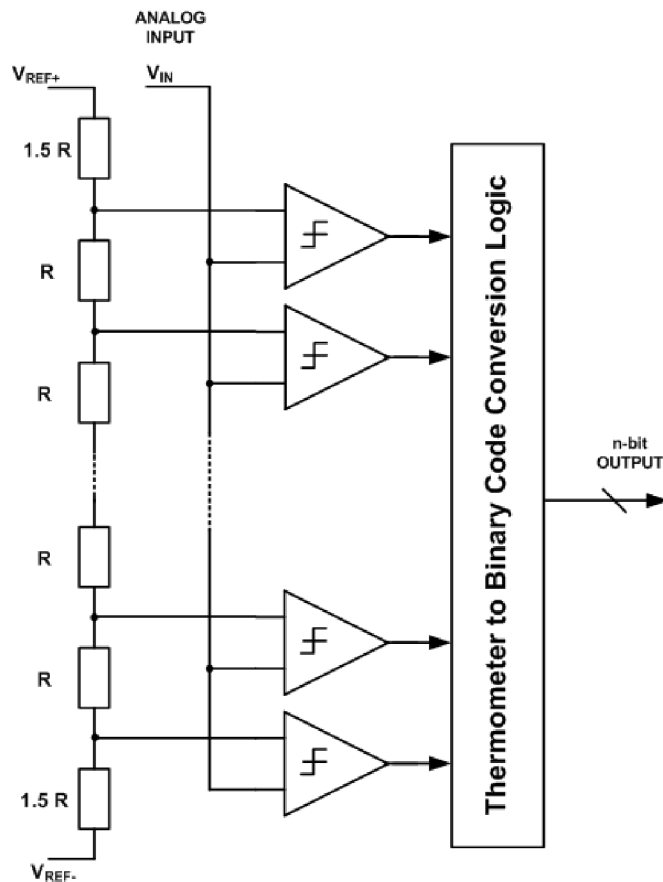 ANALOG
INPUT
VREF+
VIN
1.5 R
R
R
R
R
1.5 R
VREF-
Thermometer to Binary Code Conversion Logic
n-bit
OUTPUT